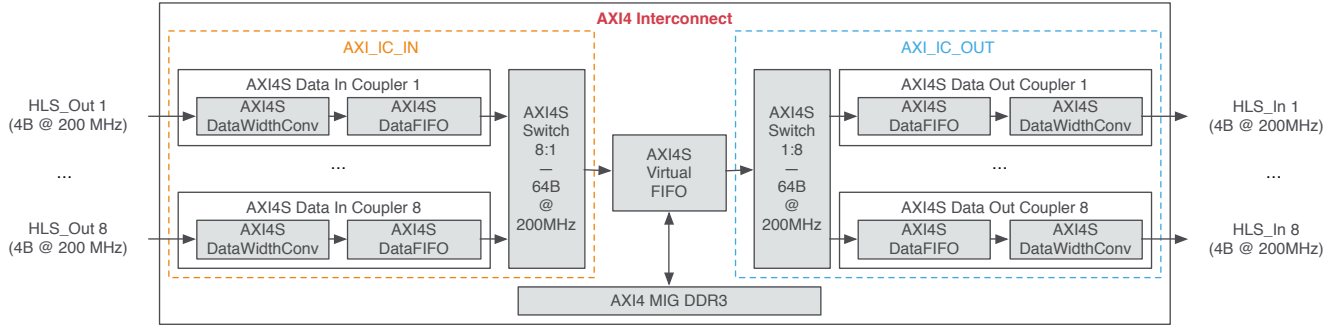 AXI4 Interconnect
AXI_IC_IN
AXI_IC_OUT
HLS_Out 1
(4B @ 200 MHz)
...
HLS_Out 8
(4B @ 200 MHz)
AXI4S Data In Coupler 1
AXI4S
DataWidthConv
AXI4S
DataFIFO
...
AXI4S Data In Coupler 8
AXI4S
DataWidthConv
AXI4S
DataFIFO
AXI4S
Switch
8:1
—
64B
@
200MHz
AXI4S
Virtual
FIFO
AXI4 MIG DDR3
AXI4S
Switch
1:8
—
64B
@
200MHz
AXI4S Data Out Coupler 1
AXI4S
DataFIFO
AXI4S
DataWidthConv
...
AXI4S Data Out Coupler 8
AXI4S
DataFIFO
AXI4S
DataWidthConv
HLS_In 1
(4B @ 200MHz)
...
HLS_In 8
(4B @ 200MHz)